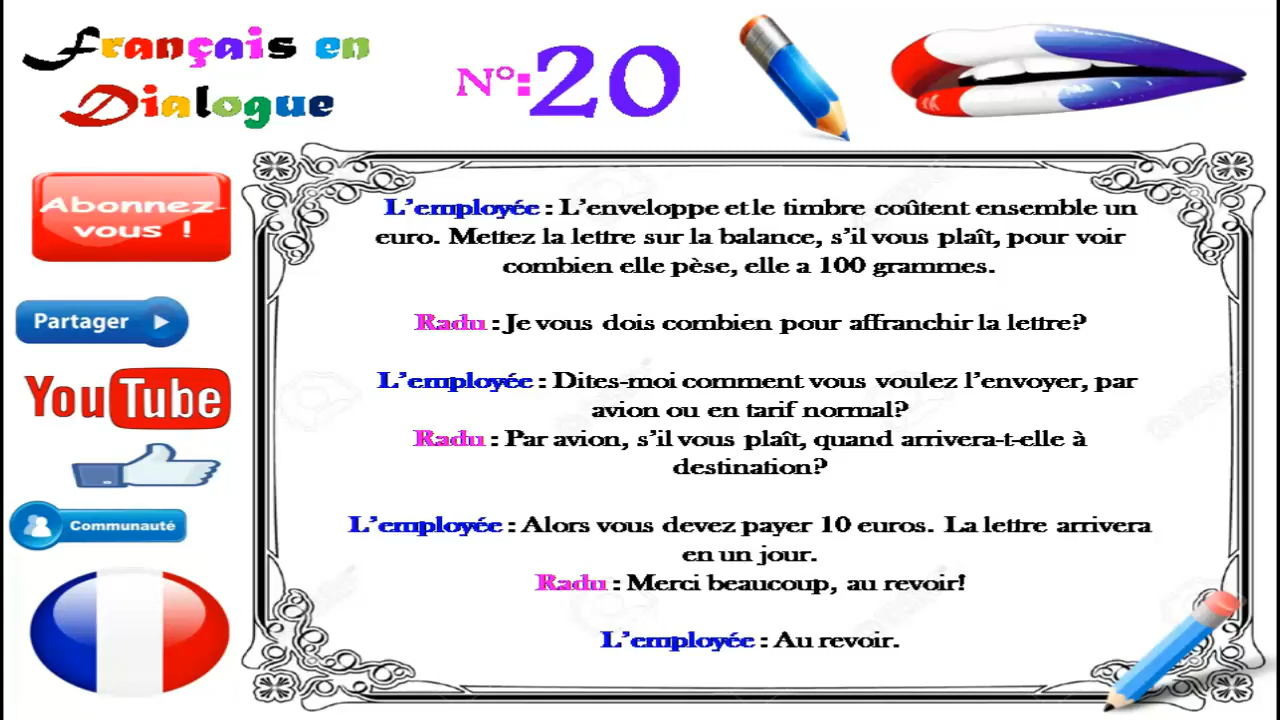 Français en
Dialogue
N°:20
Abonnez-
vous !
Partager
YouTube
Communauté
L'employée : L'enveloppe et le timbre coûtent ensemble un
euro. Mettez la lettre sur la balance, s'il vous plaît, pour voir
combien elle pèse, elle a 100 grammes.
Radu : Je vous dois combien pour affranchir la lettre?
L'employée : Dites-moi comment vous voulez l'envoyer, par
avion ou en tarif normal?
Radu : Par avion, s'il vous plaît, quand arrivera-t-elle à
destination?
L'employée : Alors vous devez payer 10 euros. La lettre arrivera
en un jour.
Radu : Merci beaucoup, au revoir!
L'employée : Au revoir.